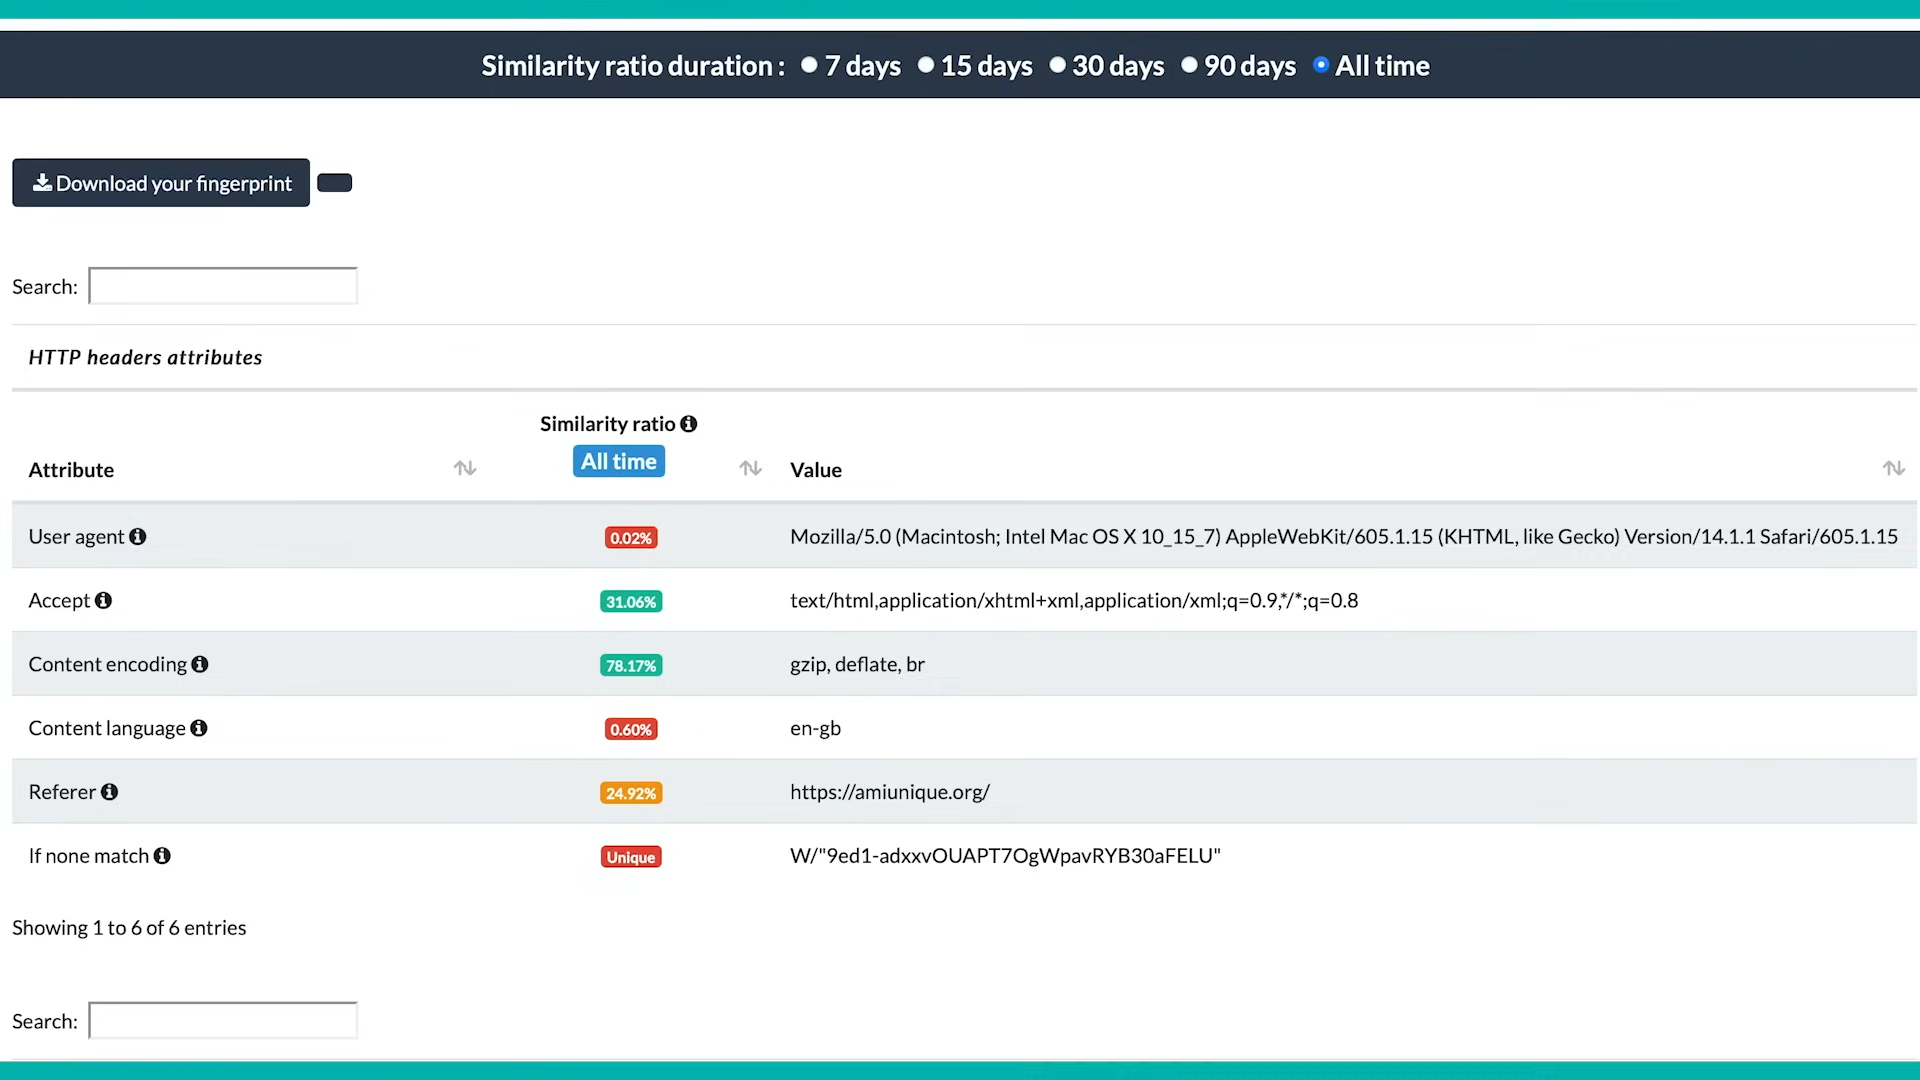 Similarity ratio duration : 7 days 15 days 30 days 90 days All time
Download your fingerprint
Search:
HTTP headers attributes
Similarity ratio
All time
Attribute Value
User agent 0.02% Mozilla/5.0 (Macintosh; Intel Mac OS X 10_15_7) AppleWebKit/605.1.15 (KHTML, like Gecko) Version/14.1.1 Safari/605.1.15
Accept 31.06% text/html,application/xhtml+xml,application/xml;q=0.9,*/*;q=0.8
Content encoding 78.17% gzip, deflate, br
Content language 0.60% en-gb
Referer 24.92% https://amiunique.org/
If none match Unique W/"9ed1-adxxvOUAPT7OgWpavRYB30aFELU"
Showing 1 to 6 of 6 entries
Search: